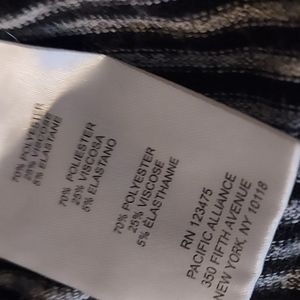 70% POLYESTER
25% VISCOSE
5% ELASTANE
70% POLIESTER
25% VISCOSA
5% ELASTANO
70% POLYESTER
25% VISCOSE
5% ÉLASTHANNE
RN 123475
PACIFIC ALLIANCE
350 FIFTH AVENUE
NEW YORK, NY 10118